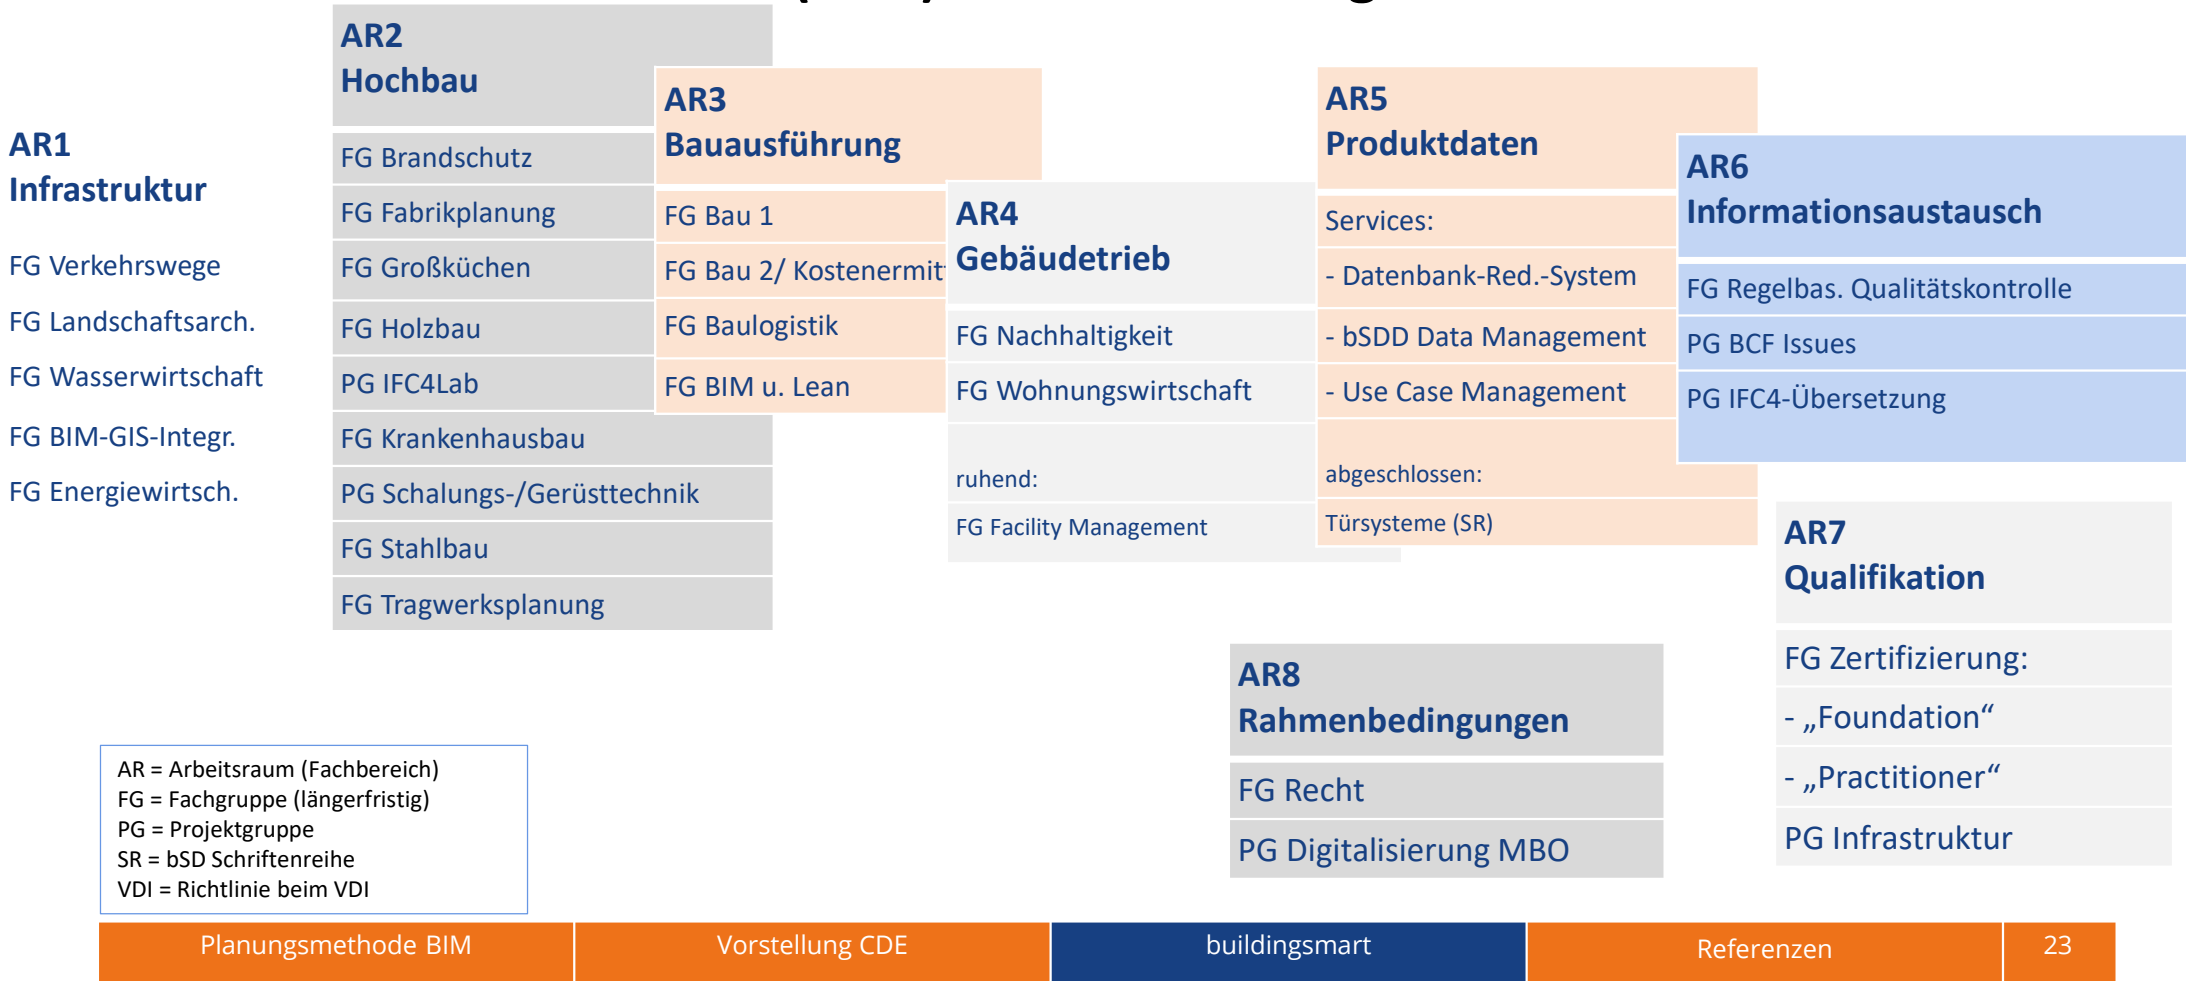 AR1
Infrastruktur
FG Verkehrswege
FG Landschaftsarch.
FG Wasserwirtschaft
FG BIM-GIS-Integr.
FG Energiewirtsch.
AR2
Hochbau
FG Brandschutz
FG Fabrikplanung
FG Großküchen
FG Holzbau
PG IFC4Lab
FG Krankenhausbau
PG Schalungs-/Gerüsttechnik
FG Stahlbau
FG Tragwerksplanung
AR3
Bauausführung
FG Bau 1
FG Bau 2/ Kostenermit
FG Baulogistik
FG BIM u. Lean
AR4
Gebäudetrieb
FG Nachhaltigkeit
FG Wohnungswirtschaft
ruhend:
FG Facility Management
AR5
Produktdaten
Services:
- Datenbank-Red.-System
- bSDD Data Management
- Use Case Management
abgeschlossen:
Türsysteme (SR)
AR6
Informationsaustausch
FG Regelbas. Qualitätskontrolle
PG BCF Issues
PG IFC4-Übersetzung
AR7
Qualifikation
FG Zertifizierung:
- „Foundation“
- „Practitioner“
PG Infrastruktur
AR8
Rahmenbedingungen
FG Recht
PG Digitalisierung MBO
AR = Arbeitsraum (Fachbereich)
FG = Fachgruppe (längerfristig)
PG = Projektgruppe
SR = bSD Schriftenreihe
VDI = Richtlinie beim VDI
Planungsmethode BIM
Vorstellung CDE
buildingsmart
Referenzen
23